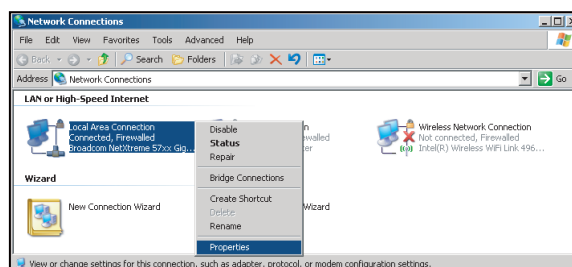 Network Connections
File Edit View Favorites Tools Advanced Help
Back Search Folders
Address Network Connections Go
LAN or High-Speed Internet
Local Area Connection
Connected, Firewalled
Broadcom NetXtreme 57xx Gig...
Disable
Status
Repair
Bridge Connections
Create Shortcut
Delete
Rename
Properties
Wireless Network Connection
Not connected, Firewalled
Intel(R) Wireless WiFi Link 496...
Wizard
New Connection Wizard
Wizard
View or change settings for this connection, such as adapter, protocol, or modem configuration settings.